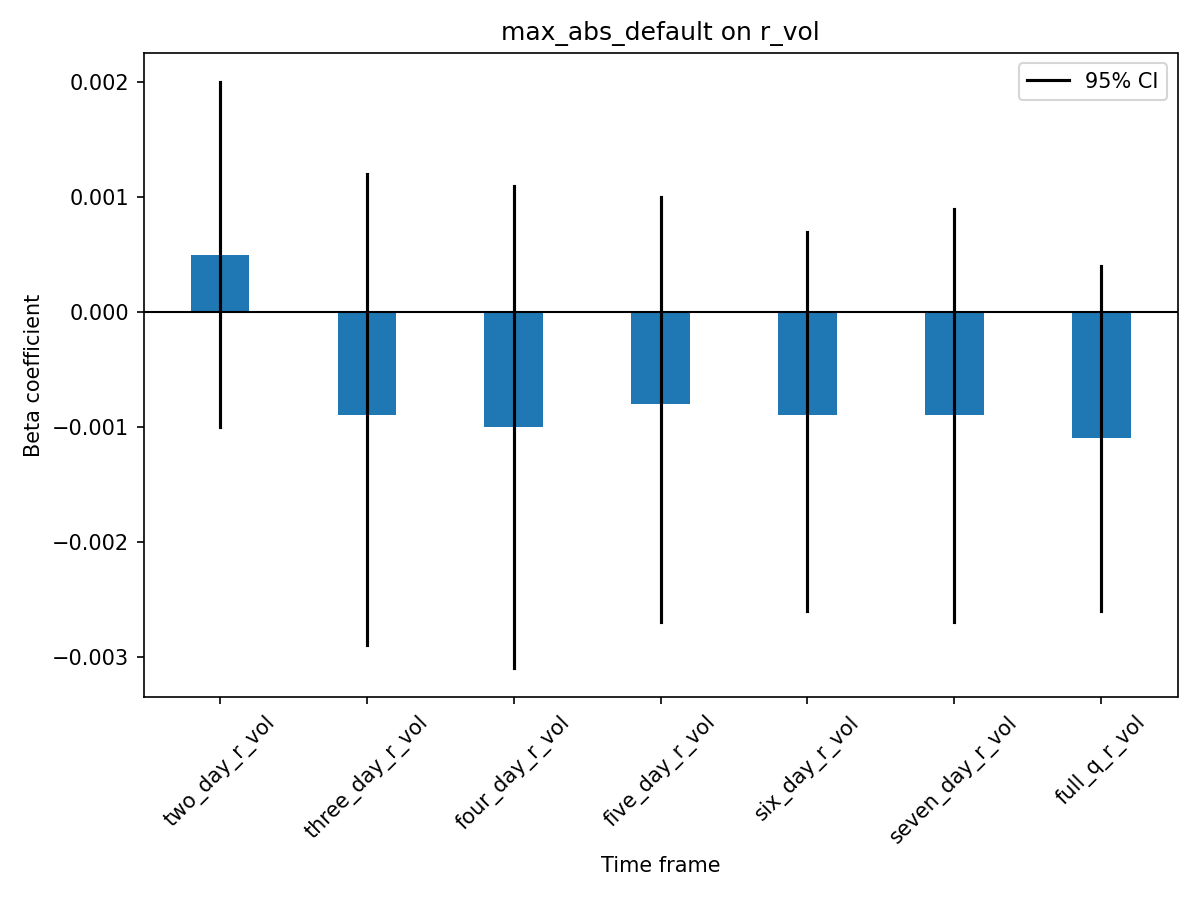 max_abs_default on r_vol
95% CI
0.002
0.001
0.000
−0.001
−0.002
−0.003
Beta coefficient
two_day_r_vol
three_day_r_vol
four_day_r_vol
five_day_r_vol
six_day_r_vol
seven_day_r_vol
full_q_r_vol
Time frame